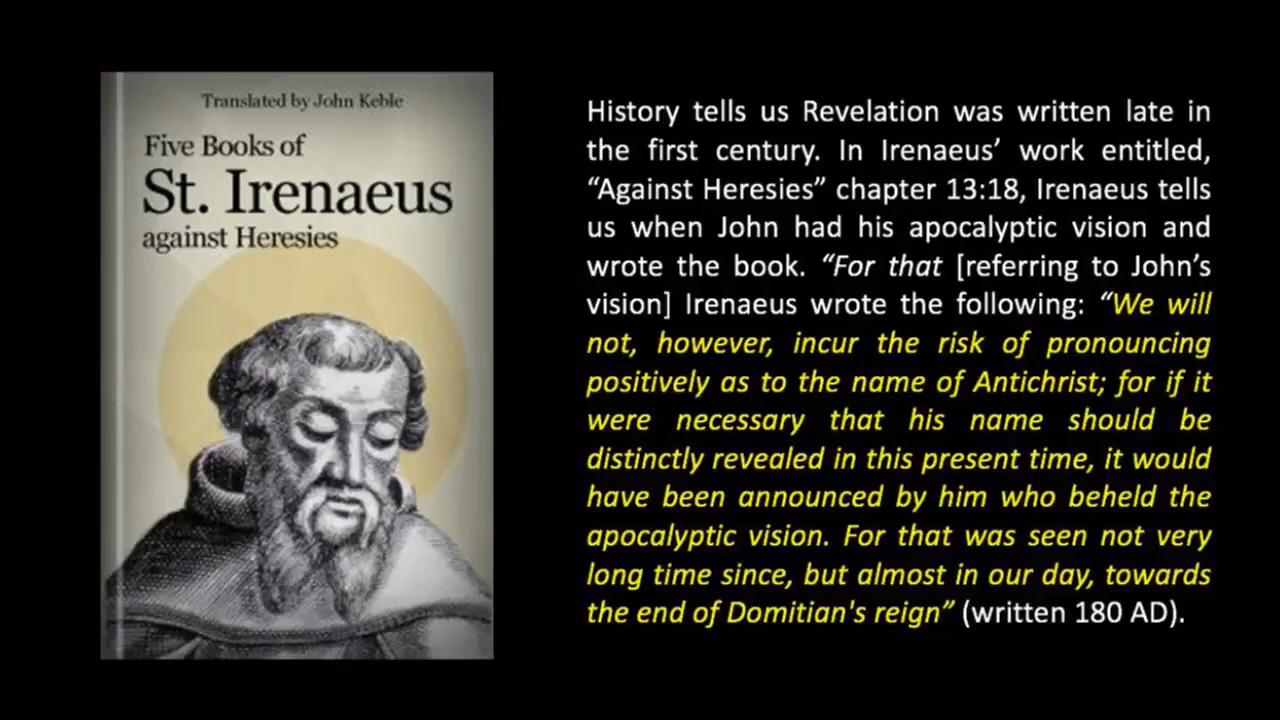 Translated by John Keble
Five Books of
St. Irenaeus
against Heresies
History tells us Revelation was written late in
the first century. In Irenaeus’ work entitled,
“Against Heresies” chapter 13:18, Irenaeus tells
us when John had his apocalyptic vision and
wrote the book. “For that [referring to John’s
vision] Irenaeus wrote the following: “We will
not, however, incur the risk of pronouncing
positively as to the name of Antichrist; for if it
were necessary that his name should be
distinctly revealed in this present time, it would
have been announced by him who beheld the
apocalyptic vision. For that was seen not very
long time since, but almost in our day, towards
the end of Domitian's reign” (written 180 AD).